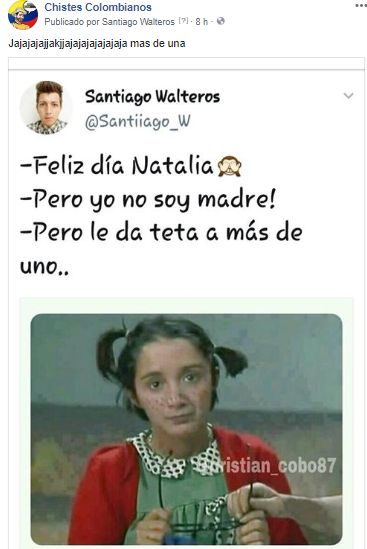 Chistes Colombianos
Publicado por Santiago Walteros [?] · 8 h ·
Jajajajajjakjjajajajajajajaja mas de una
Santiago Walteros
@Santiiago_W
-Feliz día Natalia🙈
-Pero yo no soy madre!
-Pero le da teta a más de
uno..
@christian_cobo87